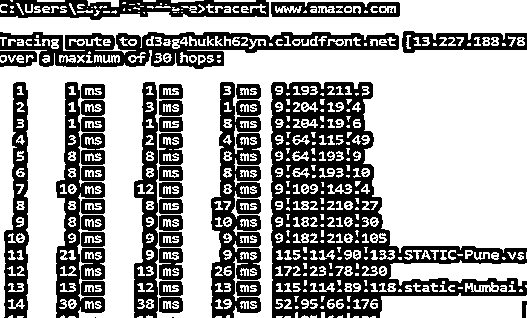 C:\Users\ >tracert www.amazon.com
Tracing route to d3ag4hukkh62yn.cloudfront.net [13.227.188.78
over a maximum of 30 hops:
1 1 ms 1 ms 3 ms 9.193.211.3
2 1 ms 3 ms 1 ms 9.204.19.4
3 1 ms 1 ms 8 ms 9.204.19.6
4 3 ms 2 ms 4 ms 9.64.115.49
5 8 ms 8 ms 8 ms 9.64.193.9
6 8 ms 8 ms 8 ms 9.64.193.10
7 10 ms 12 ms 8 ms 9.109.143.4
8 8 ms 8 ms 17 ms 9.182.210.27
9 8 ms 9 ms 10 ms 9.182.210.30
10 9 ms 9 ms 9 ms 9.182.210.105
11 21 ms 9 ms 9 ms 115.114.90.133.STATIC-Pune.vsn
12 12 ms 13 ms 26 ms 172.23.78.230
13 13 ms 12 ms 13 ms 115.114.89.118.static-Mumbai.v
14 30 ms 38 ms 19 ms 52.95.66.176